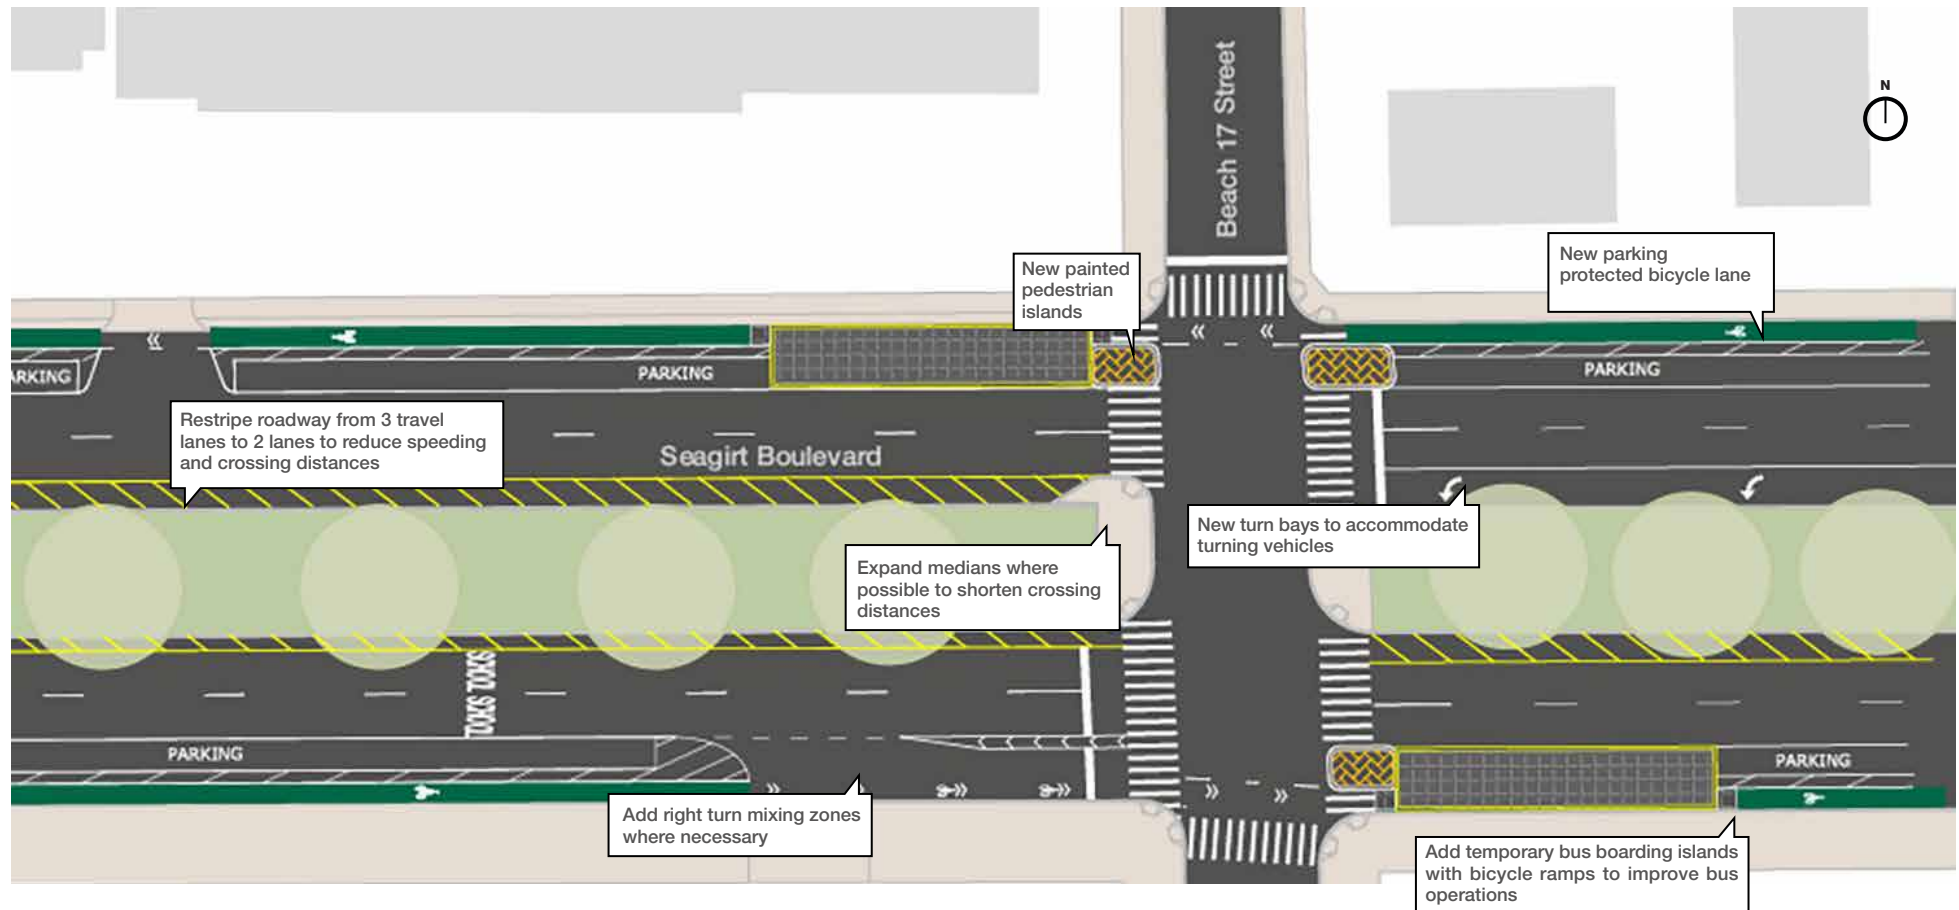 N
Beach 17 Street
New parking
protected bicycle lane
New painted
pedestrian
islands
PARKING
PARKING
PARKING
Restripe roadway from 3 travel
lanes to 2 lanes to reduce speeding
and crossing distances
Seagirt Boulevard
New turn bays to accommodate
turning vehicles
Expand medians where
possible to shorten crossing
distances
PARKING
PARKING
Add right turn mixing zones
where necessary
Add temporary bus boarding islands
with bicycle ramps to improve bus
operations